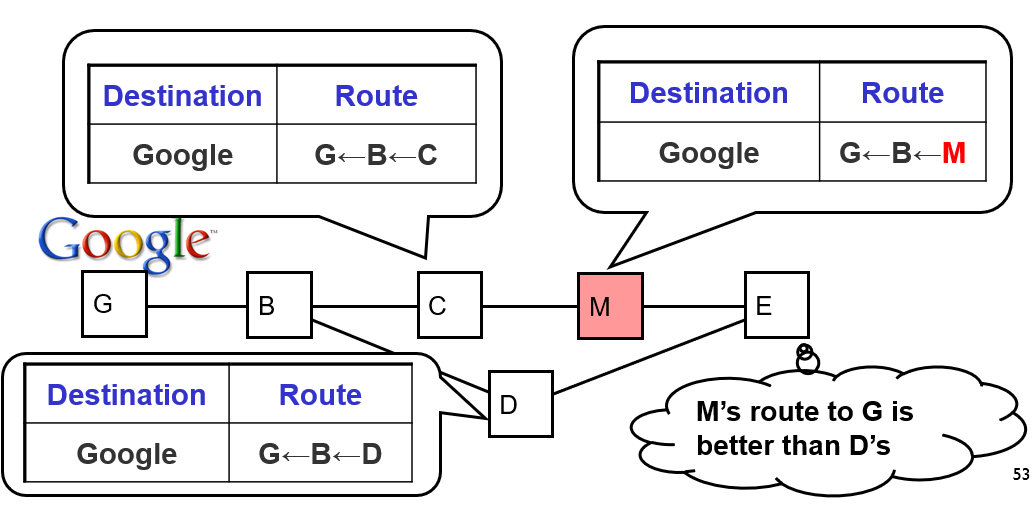 Destination Route
Google G←B←C
Destination Route
Google G←B←M
Google™
G B C M E
Destination Route
Google G←B←D
D
M's route to G is
better than D's
53